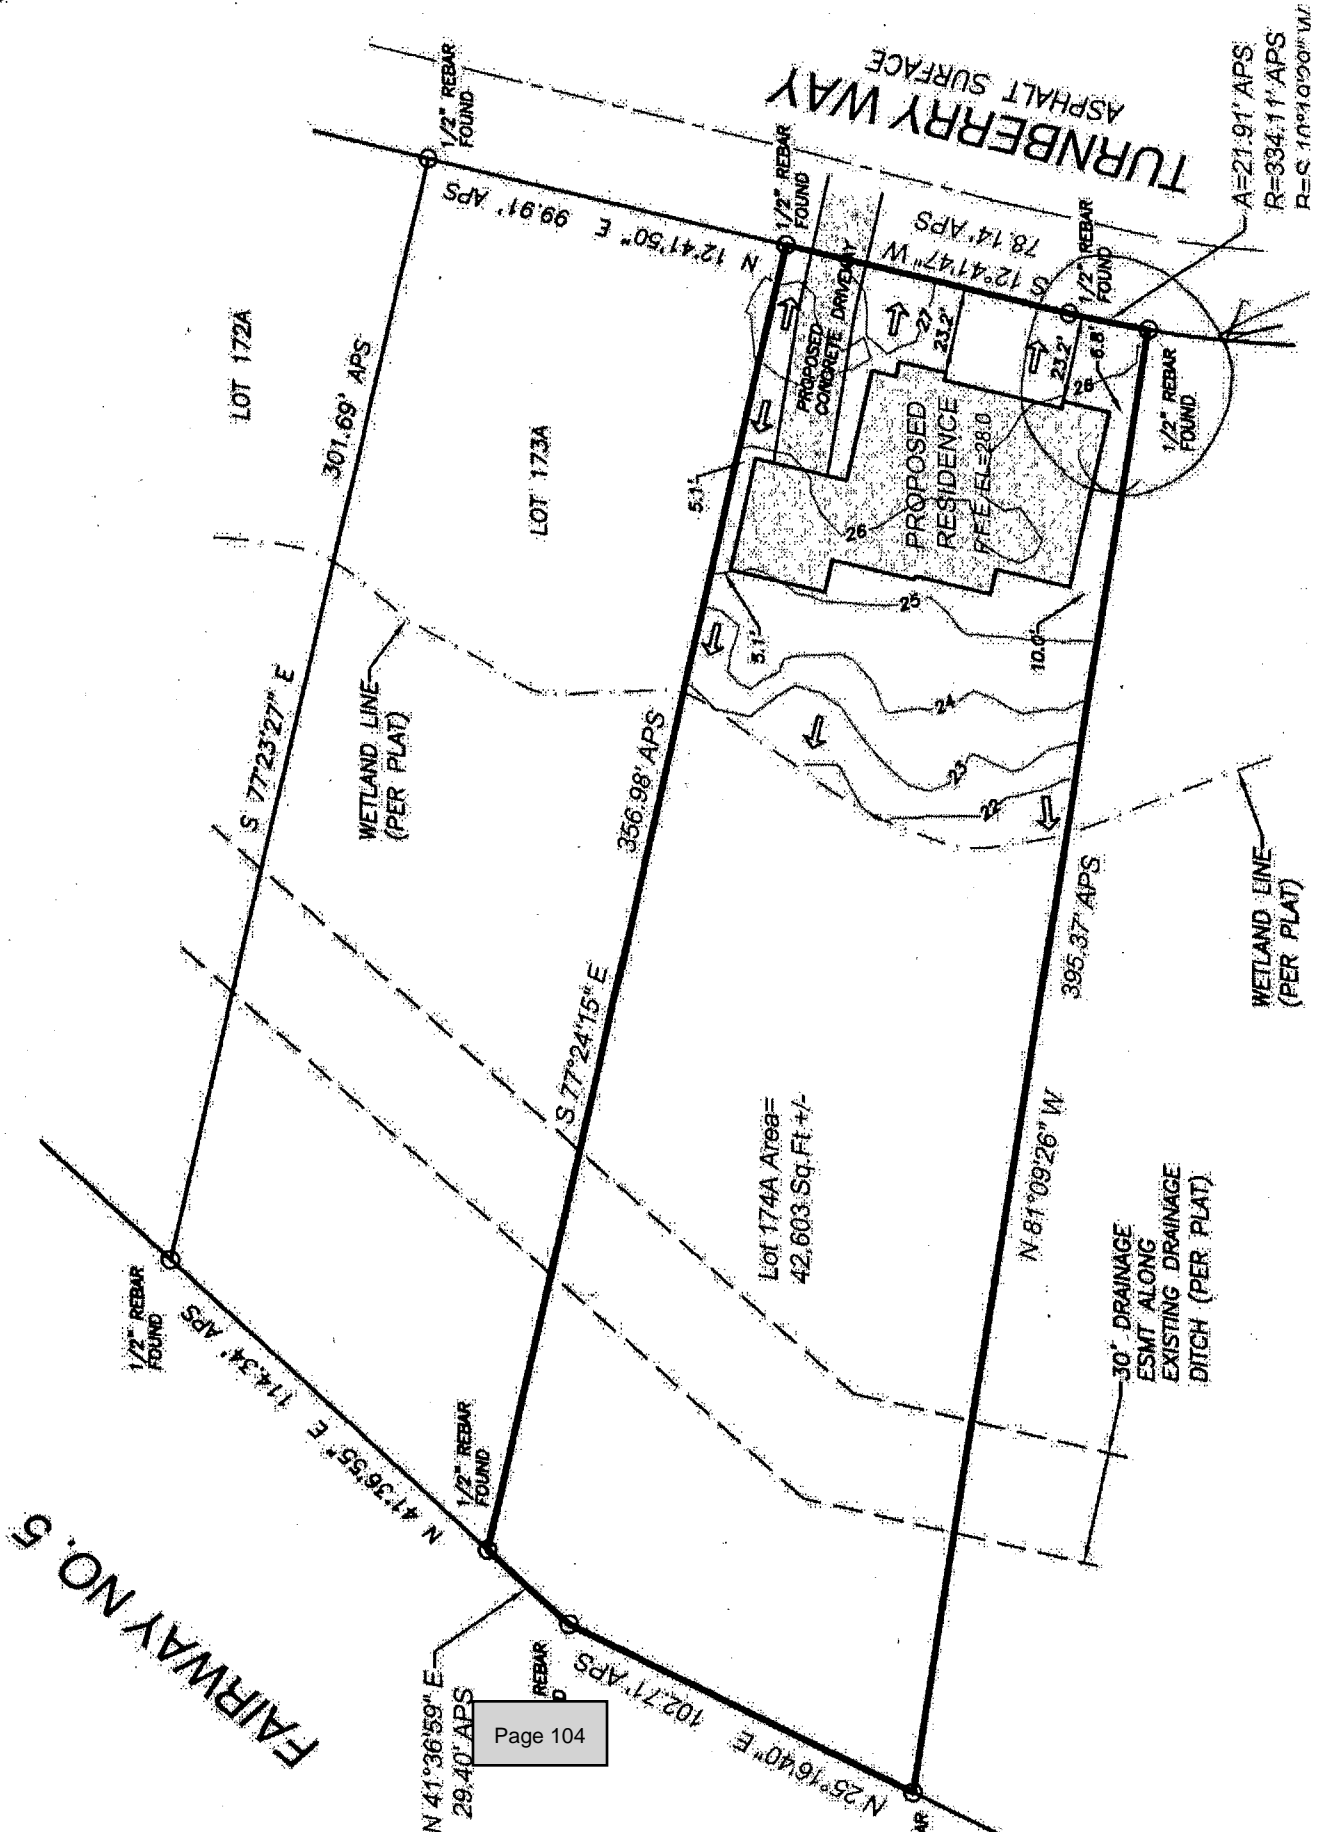 1/2" REBAR
FOUND
TURNBERRY WAY
ASPHALT SURFACE
A=21.91' APS
R=334.11' APS
N 12°41'50" E 99.91' APS
1/2" REBAR
FOUND
S 12°41'47" W
78.14' APS
1/2" REBAR
FOUND
1/2" REBAR
FOUND
LOT 172A
301.69' APS
S 77°23'27" E
LOT 173A
PROPOSED
CONCRETE DRIVEWAY
27
23.2'
23.2'
6.8'
26
PROPOSED
RESIDENCE
F.F.E. EL=28.0
5.1'
26
25
5.1'
10.0'
24
23
22
WETLAND LINE
(PER PLAT)
356.98' APS
S 77°24'15" E
395.37' APS
N 81°09'26" W
WETLAND LINE
(PER PLAT)
Lot 174A Area=
42,603 Sq.Ft.+/-
30' DRAINAGE
ESMT ALONG
EXISTING DRAINAGE
DITCH (PER PLAT)
1/2" REBAR
FOUND
N 41°36'55" E 114.34' APS
1/2" REBAR
FOUND
FAIRWAY NO. 5
N 41°36'59" E
29.40' APS
REBAR
N 25°16'40" E 102.71' APS
Page 104